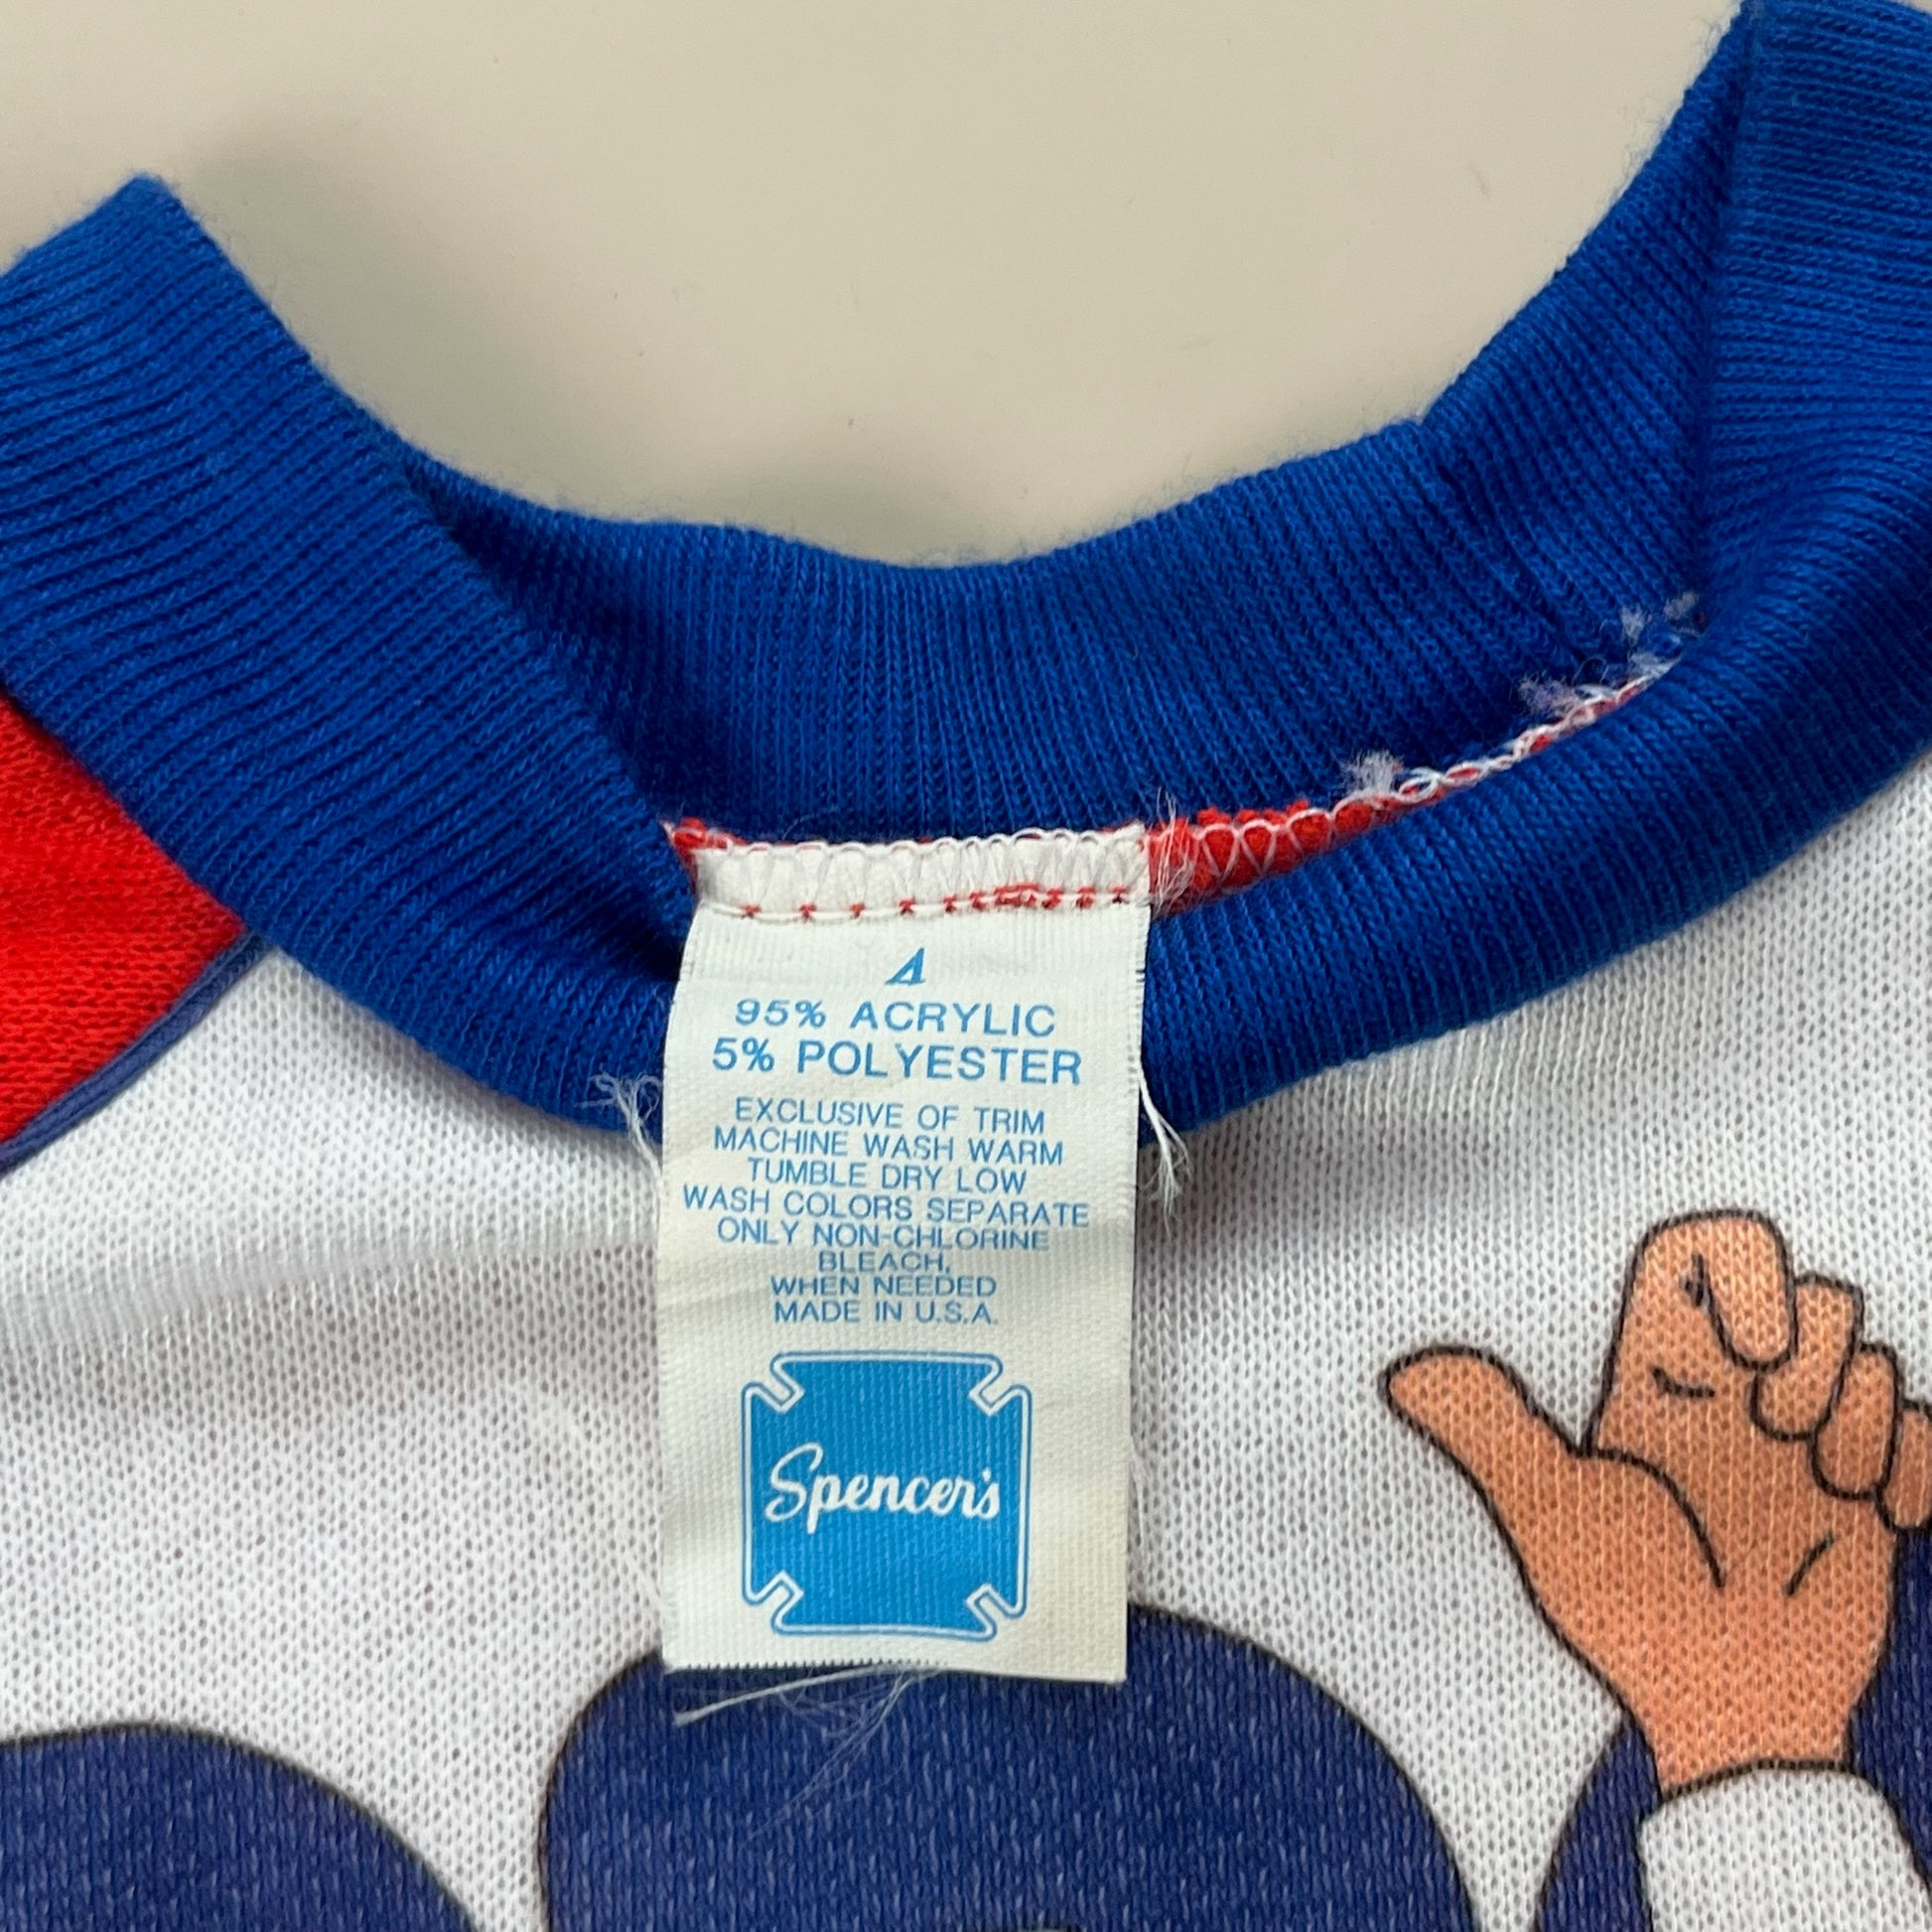 4
95% ACRYLIC
5% POLYESTER
EXCLUSIVE OF TRIM
MACHINE WASH WARM
TUMBLE DRY LOW
WASH COLORS SEPARATE
ONLY NON-CHLORINE
BLEACH,
WHEN NEEDED
MADE IN U.S.A.
Spencer's